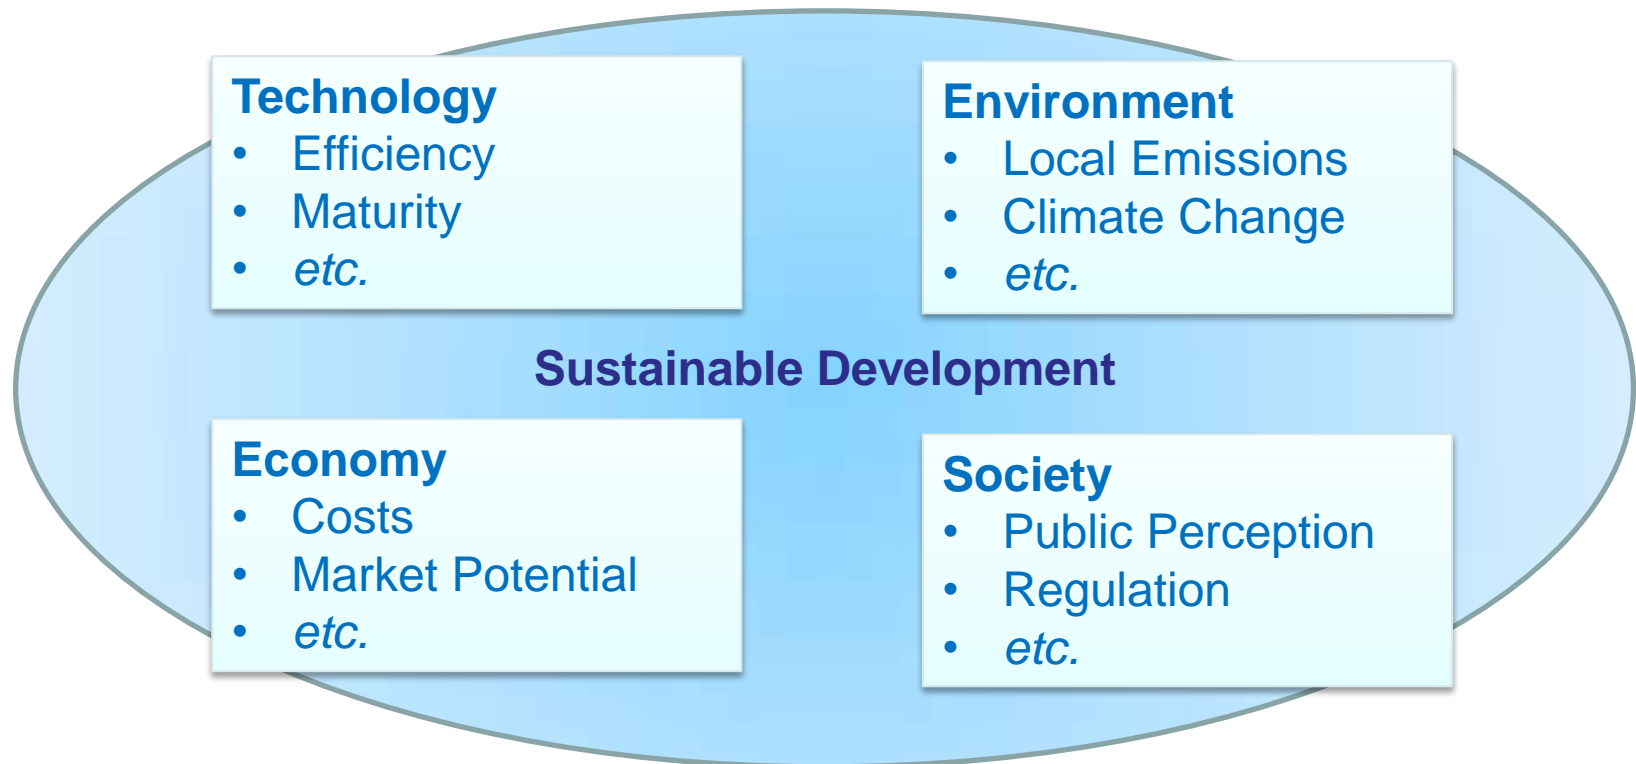 Technology
• Efficiency
• Maturity
• etc.
Environment
• Local Emissions
• Climate Change
• etc.
Sustainable Development
Economy
• Costs
• Market Potential
• etc.
Society
• Public Perception
• Regulation
• etc.